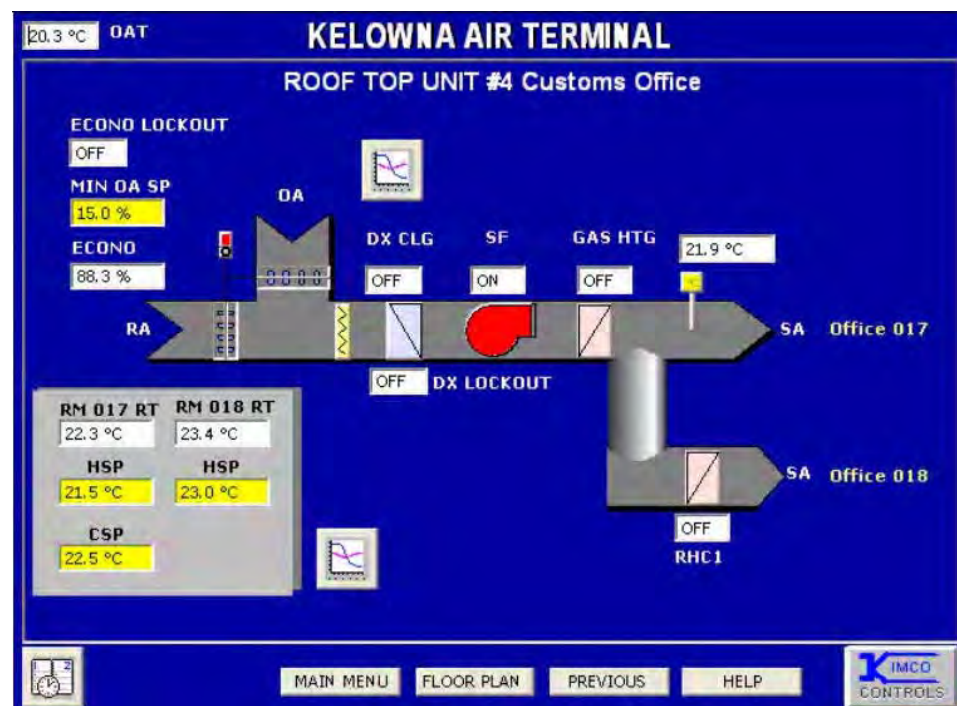 20.3 °C OAT
KELOWNA AIR TERMINAL
ROOF TOP UNIT #4 Customs Office
ECONO LOCKOUT
OFF
MIN OA SP
15.0 %
ECONO
88.3 %
OA
DX CLG SF GAS HTG
OFF ON OFF
21.9 °C
RA
SA Office 017
OFF DX LOCKOUT
RM 017 RT RM 018 RT
22.3 °C 23.4 °C
HSP HSP
21.5 °C 23.0 °C
CSP
22.5 °C
SA Office 018
OFF
RHC1
1 2
MAIN MENU FLOOR PLAN PREVIOUS HELP
KIMCO
CONTROLS